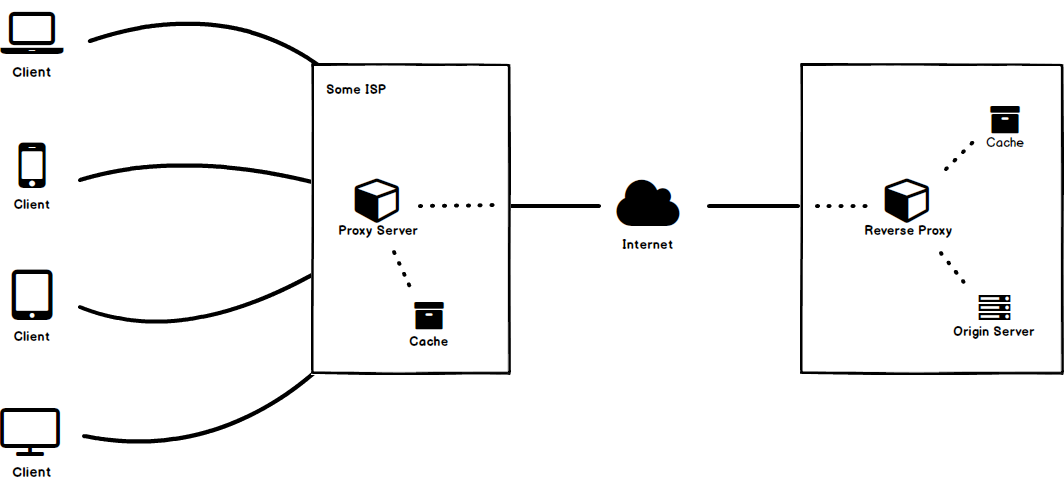 Client
Client
Client
Client
Some ISP
Proxy Server
Cache
Internet
Cache
Reverse Proxy
Origin Server